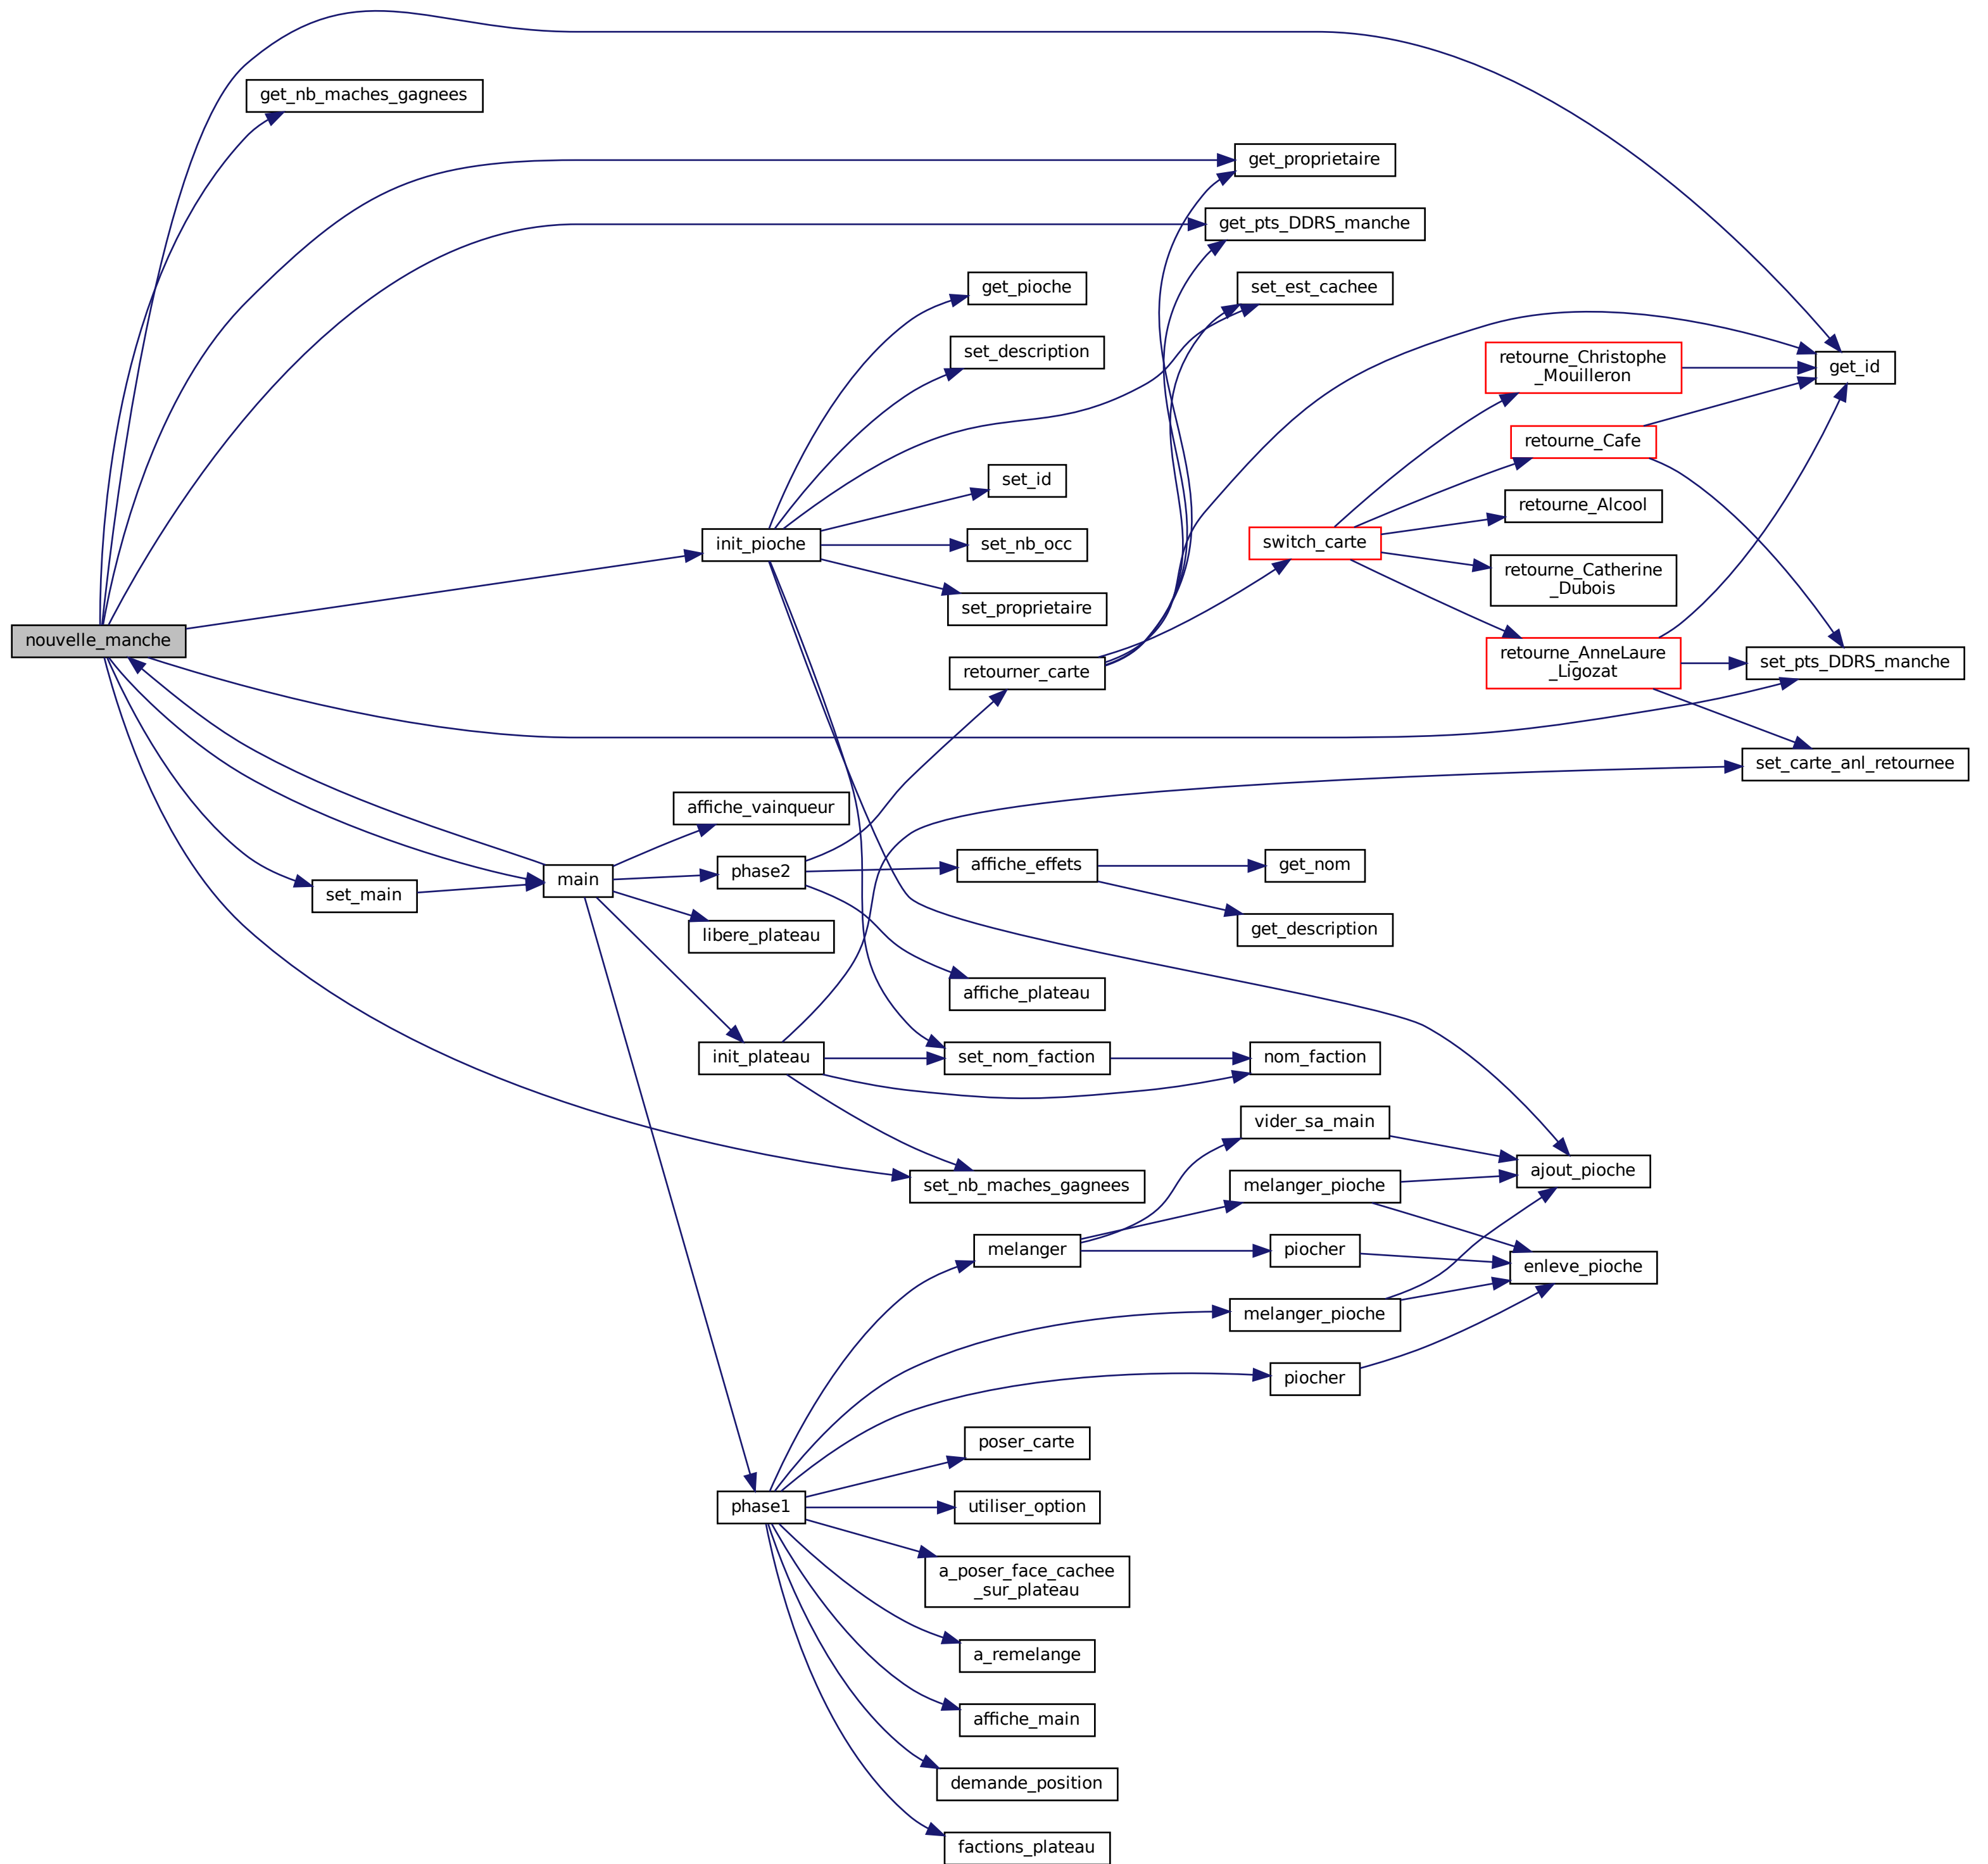 get_nb_maches_gagnees
get_proprietaire
get_pts_DDRS_manche
get_pioche
set_est_cachee
set_description
retourne_Christophe
_Mouilleron
get_id
retourne_Cafe
set_id
retourne_Alcool
init_pioche
set_nb_occ
switch_carte
retourne_Catherine
_Dubois
set_proprietaire
nouvelle_manche
retourner_carte
retourne_AnneLaure
_Ligozat
set_pts_DDRS_manche
set_carte_anl_retournee
affiche_vainqueur
main
phase2
affiche_effets
get_nom
set_main
libere_plateau
get_description
affiche_plateau
init_plateau
set_nom_faction
nom_faction
vider_sa_main
set_nb_maches_gagnees
melanger_pioche
ajout_pioche
melanger
piocher
enleve_pioche
melanger_pioche
piocher
poser_carte
phase1
utiliser_option
a_poser_face_cachee
_sur_plateau
a_remelange
affiche_main
demande_position
factions_plateau